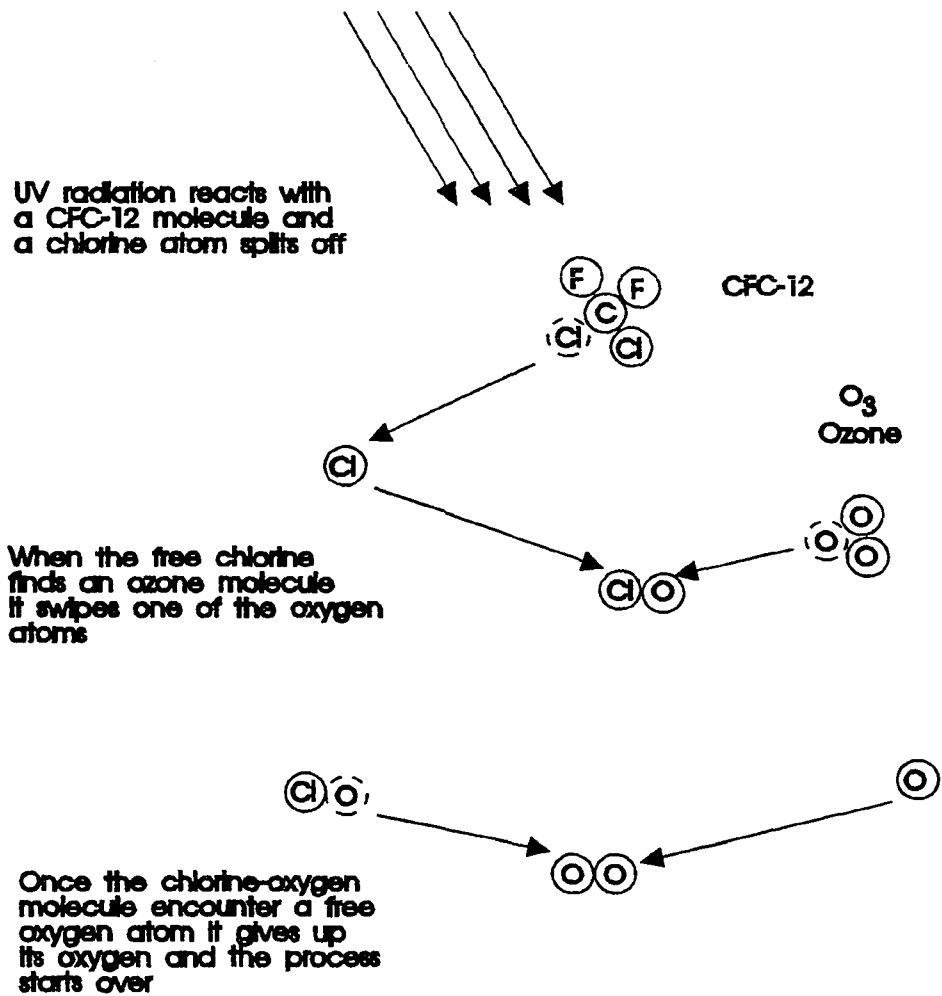 UV radiation reacts with
a CFC-12 molecule and
a chlorine atom splits off
F
F
CFC-12
C
Cl
Cl
O3
Ozone
Cl
O
O
O
When the free chlorine
finds an ozone molecule
it swipes one of the oxygen
atoms
Cl O
Cl O
O
O O
Once the chlorine-oxygen
molecule encounter a free
oxygen atom it gives up
its oxygen and the process
starts over